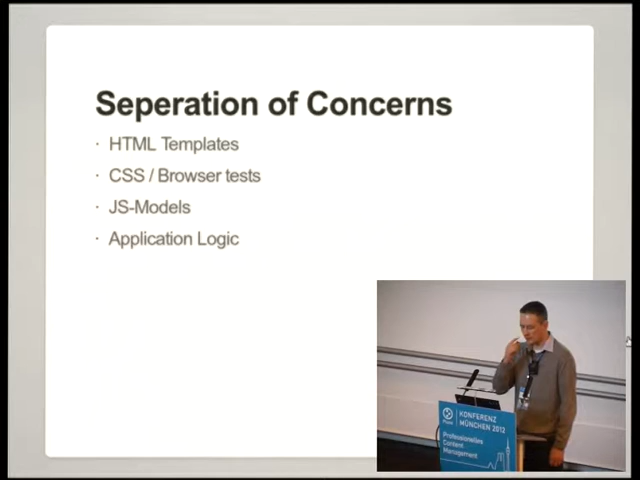 Seperation of Concerns
· HTML Templates
· CSS / Browser tests
· JS-Models
· Application Logic
KONFERENZ
MÜNCHEN 2012
Professionelles
Content
Management